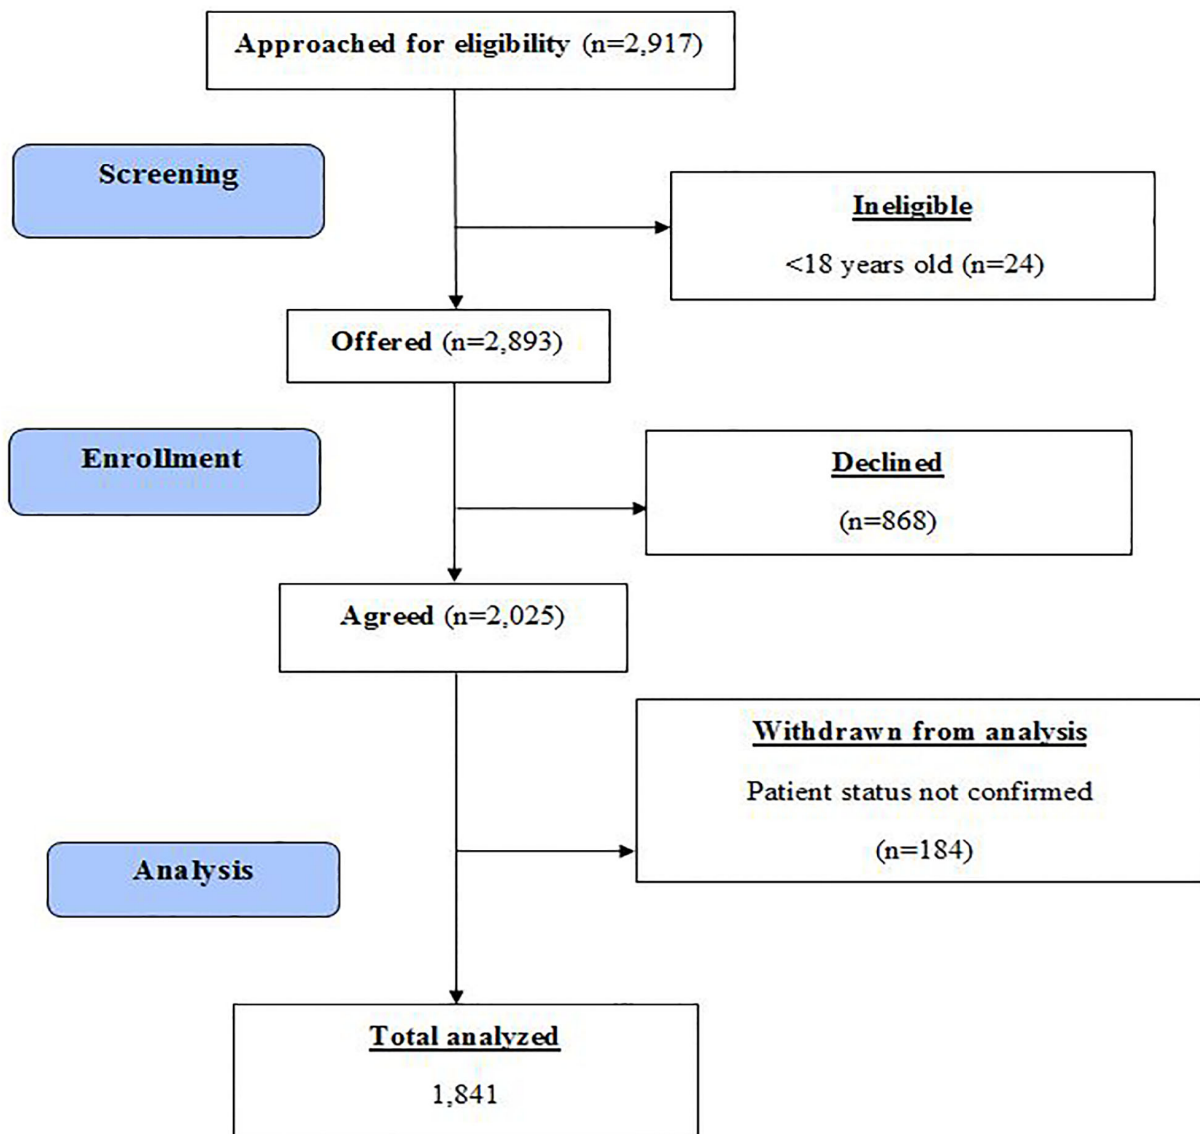 Approached for eligibility (n=2,917)
Screening
Ineligible
<18 years old (n=24)
Offered (n=2,893)
Enrollment
Declined
(n=868)
Agreed (n=2,025)
Withdrawn from analysis
Patient status not confirmed
(n=184)
Analysis
Total analyzed
1,841